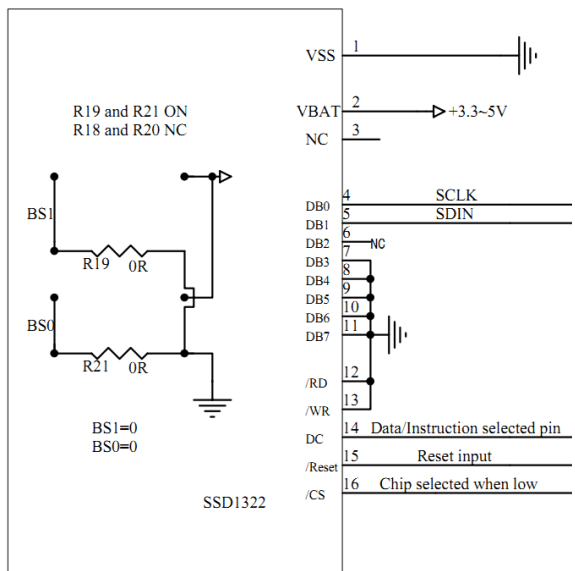 VSS 1
R19 and R21 ON
R18 and R20 NC
VBAT 2 +3.3~5V
NC 3
BS1
R19 0R
DB0 4 SCLK
DB1 5 SDIN
DB2 6 NC
DB3 7
DB4 8
DB5 9
DB6 10
DB7 11
BS0
R21 0R
/RD 12
/WR 13
BS1=0
BS0=0
DC 14 Data/Instruction selected pin
/Reset 15 Reset input
/CS 16 Chip selected when low
SSD1322